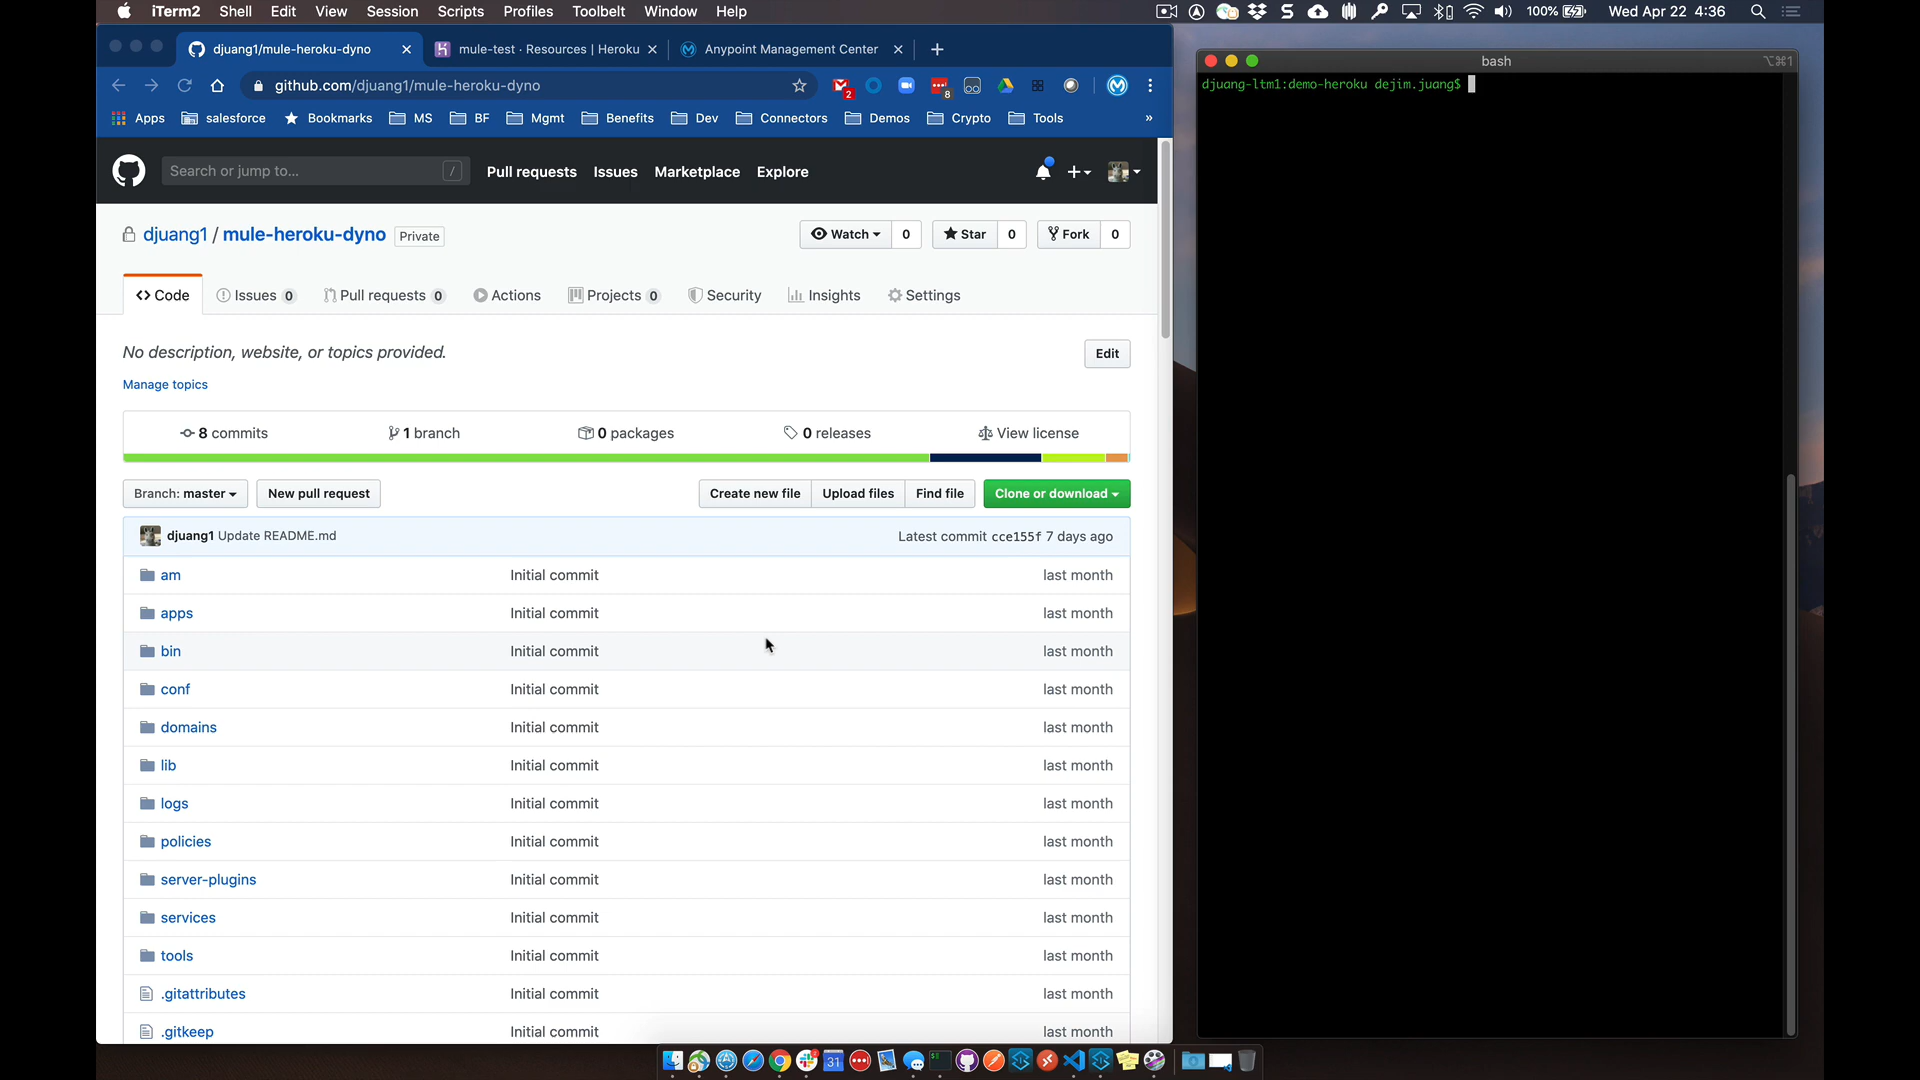 iTerm2 Shell Edit View Session Scripts Profiles Toolbelt Window Help
100% Wed Apr 22 4:36
djuang1/mule-heroku-dyno
mule-test · Resources | Heroku
Anypoint Management Center
github.com/djuang1/mule-heroku-dyno
2
8
Apps salesforce Bookmarks MS BF Mgmt Benefits Dev Connectors Demos Crypto Tools »
Search or jump to... /
Pull requests Issues Marketplace Explore
djuang1 / mule-heroku-dyno Private
Watch 0 Star 0 Fork 0
Code Issues 0 Pull requests 0 Actions Projects 0 Security Insights Settings
No description, website, or topics provided.
Edit
Manage topics
8 commits 1 branch 0 packages 0 releases View license
Branch: master New pull request Create new file Upload files Find file Clone or download
djuang1 Update README.md Latest commit cce155f 7 days ago
am Initial commit last month
apps Initial commit last month
bin Initial commit last month
conf Initial commit last month
domains Initial commit last month
lib Initial commit last month
logs Initial commit last month
policies Initial commit last month
server-plugins Initial commit last month
services Initial commit last month
tools Initial commit last month
.gitattributes Initial commit last month
.gitkeep Initial commit last month
bash
⌥⌘1
djuang-ltm1:demo-heroku dejim.juang$
31